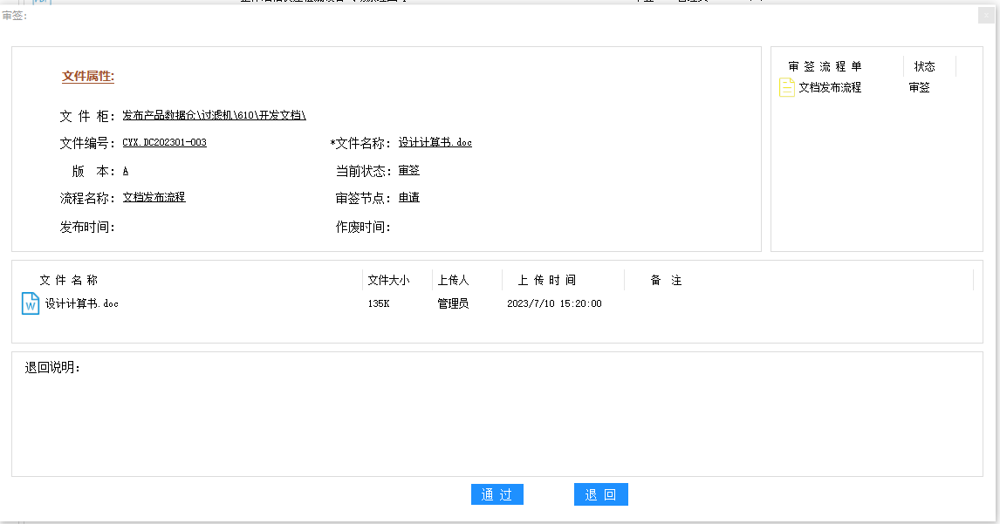 审签:
文件属性:
文 件 柜: 发布产品数据仓\过滤机\610\开发文档\
文件编号: CYX.DC202301-003 *文件名称: 设计计算书.doc
版 本: A 当前状态: 审签
流程名称: 文档发布流程 审签节点: 申请
发布时间: 作废时间:
审 签 流 程 单 状态
文档发布流程 审签
文 件 名 称 文件大小 上传人 上 传 时 间 备 注
W 设计计算书.doc 135K 管理员 2023/7/10 15:20:00
退回说明:
通 过 退 回